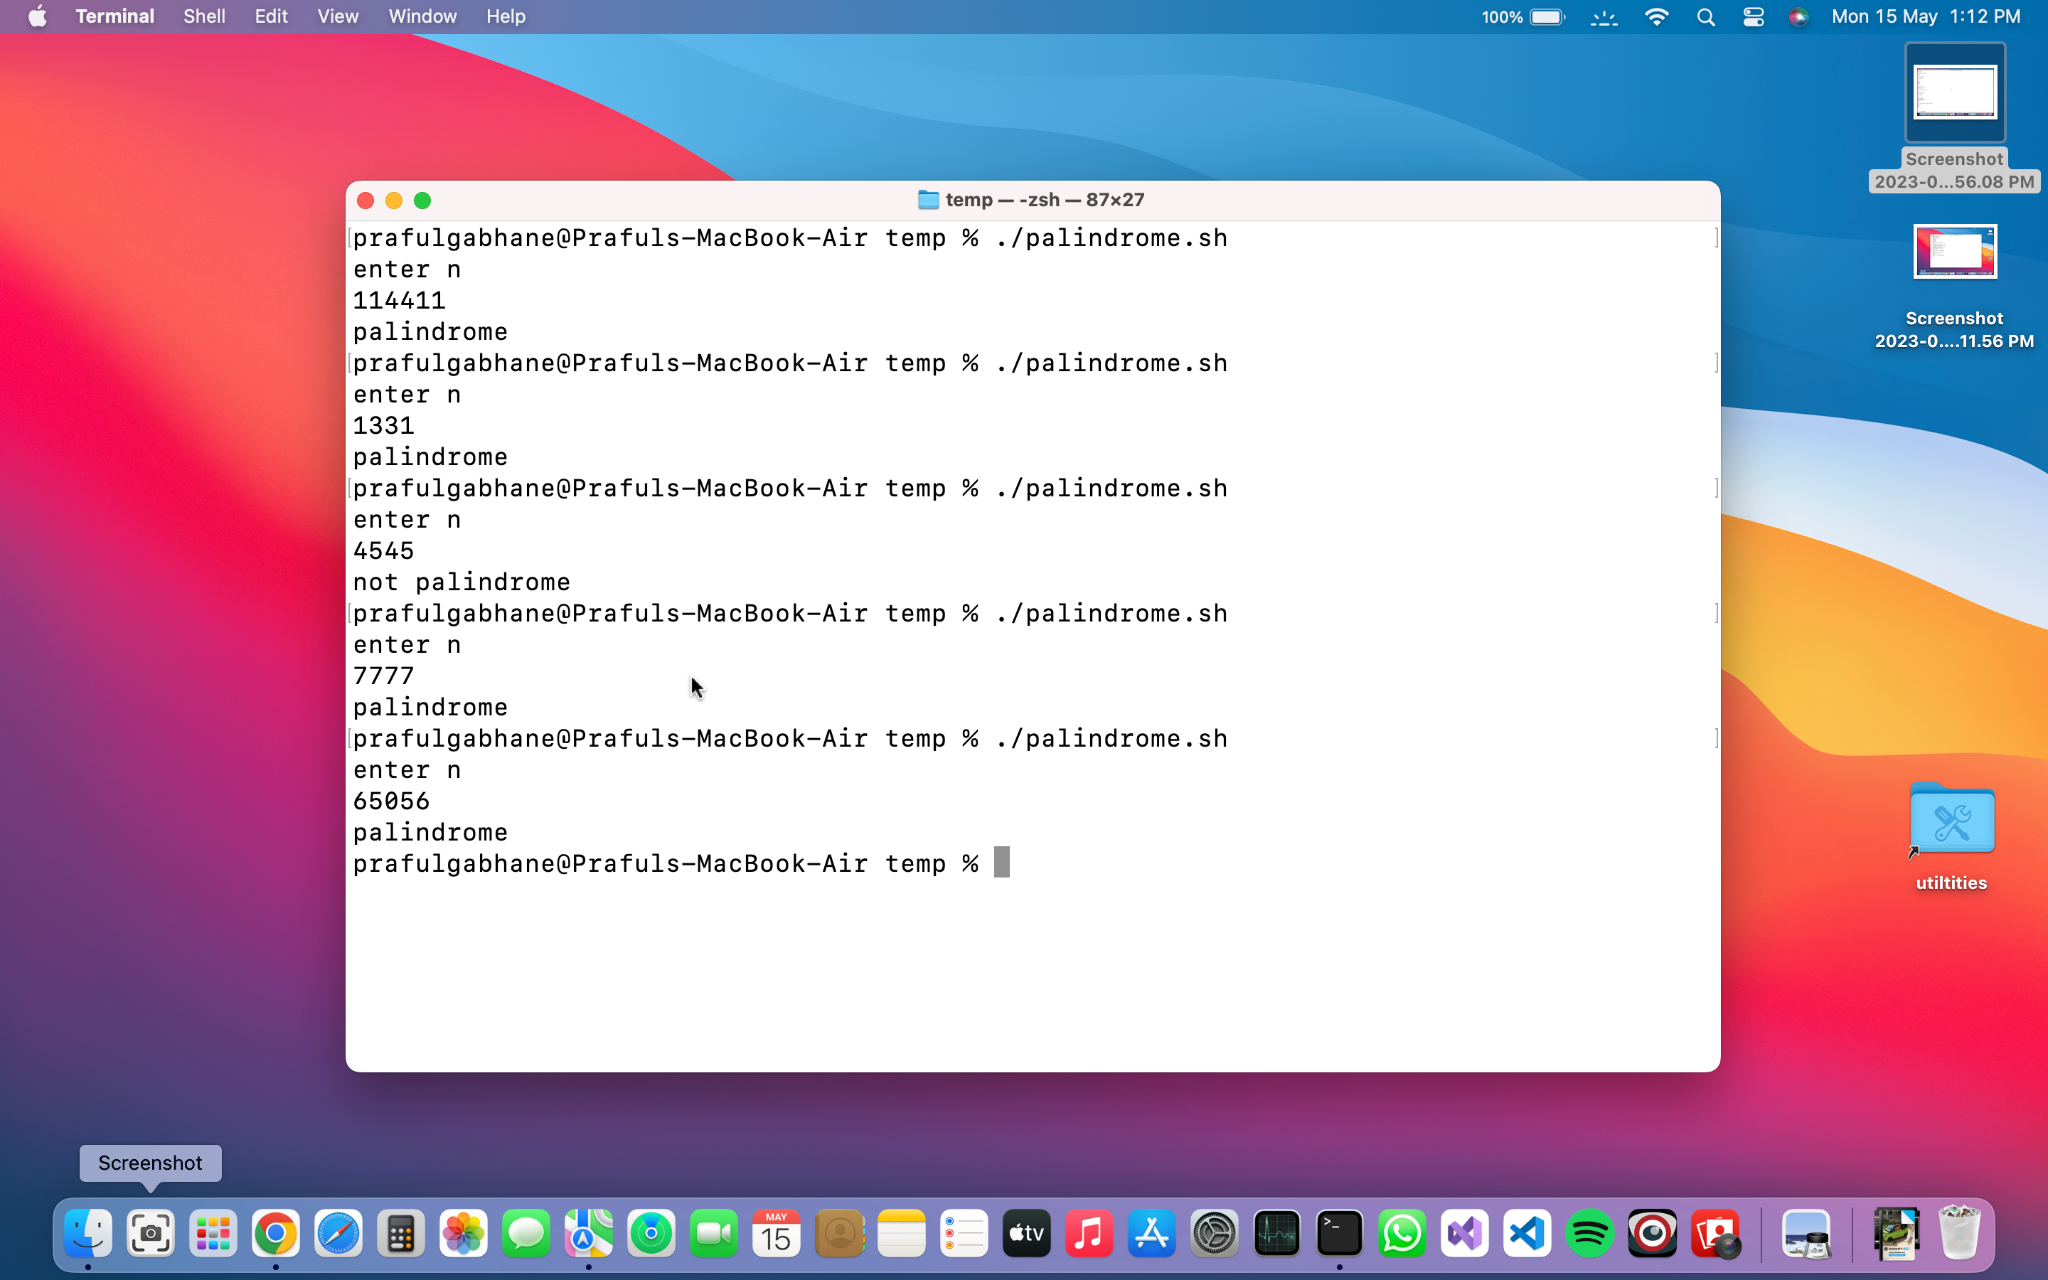 Terminal Shell Edit View Window Help 100% Mon 15 May 1:12 PM
Screenshot
2023-0...56.08 PM
Screenshot
2023-0....11.56 PM
temp — -zsh — 87×27
prafulgabhane@Prafuls-MacBook-Air temp % ./palindrome.sh
enter n
114411
palindrome
prafulgabhane@Prafuls-MacBook-Air temp % ./palindrome.sh
enter n
1331
palindrome
prafulgabhane@Prafuls-MacBook-Air temp % ./palindrome.sh
enter n
4545
not palindrome
prafulgabhane@Prafuls-MacBook-Air temp % ./palindrome.sh
enter n
7777
palindrome
prafulgabhane@Prafuls-MacBook-Air temp % ./palindrome.sh
enter n
65056
palindrome
prafulgabhane@Prafuls-MacBook-Air temp %
utiltities
Screenshot
MAY
15
tv
>_